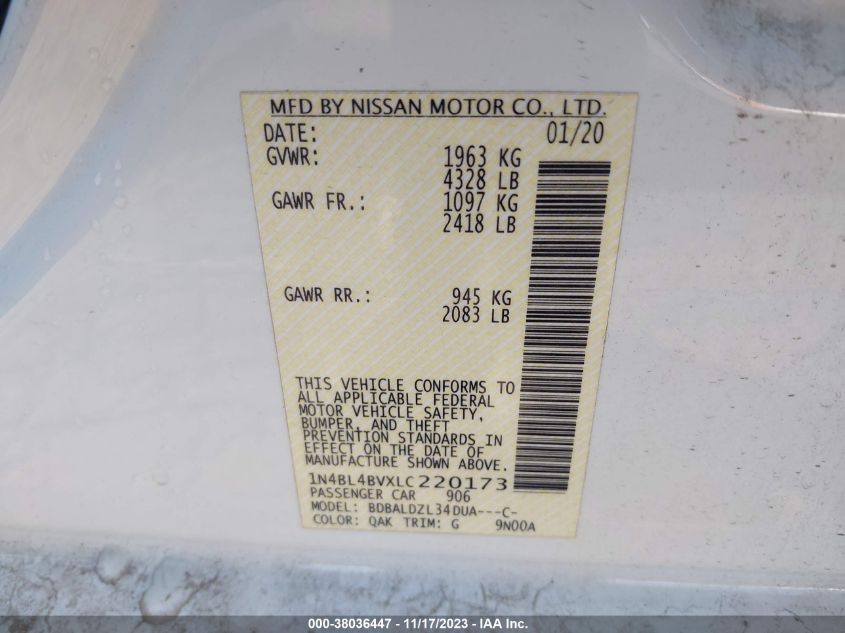 MFD BY NISSAN MOTOR CO., LTD.
DATE: 01/20
GVWR: 1963 KG
4328 LB
GAWR FR.: 1097 KG
2418 LB
GAWR RR.: 945 KG
2083 LB
THIS VEHICLE CONFORMS TO
ALL APPLICABLE FEDERAL
MOTOR VEHICLE SAFETY,
BUMPER, AND THEFT
PREVENTION STANDARDS IN
EFFECT ON THE DATE OF
MANUFACTURE SHOWN ABOVE.
1N4BL4BVXLC220173
PASSENGER CAR 906
MODEL: BDBALDZL34DUA---C-
COLOR: QAK TRIM: G 9N00A
000-38036447 - 11/17/2023 - IAA Inc.